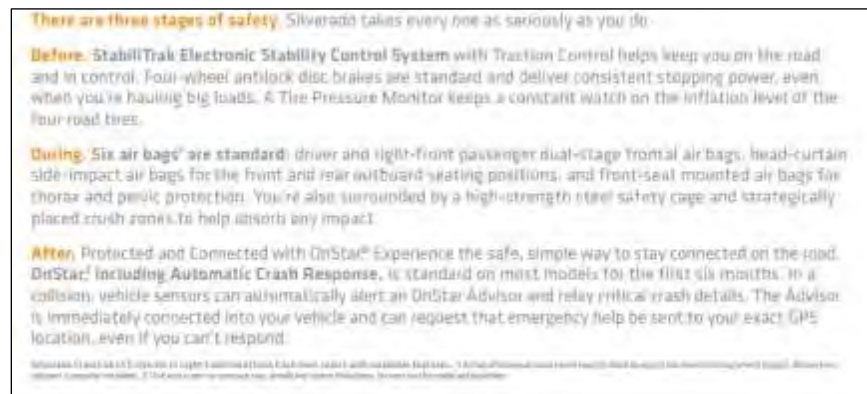 There are three stages of safety. Silverado takes every one as seriously as you do.
Before. StabiliTrak Electronic Stability Control System with Traction Control helps keep you on the road
and in control. Four-wheel antilock disc brakes are standard and deliver consistent stopping power, even
when you're hauling big loads. A Tire Pressure Monitor keeps a constant watch on the inflation level of the
four road tires.
During. Six air bags¹ are standard: driver and right-front passenger dual-stage frontal air bags, head-curtain
side-impact air bags for the front and rear outboard seating positions, and front-seat mounted air bags for
thorax and pelvic protection. You're also surrounded by a high-strength steel safety cage and strategically
placed crush zones to help absorb any impact.
After. Protected and Connected with OnStar® Experience the safe, simple way to stay connected on the road.
OnStar,² including Automatic Crash Response, is standard on most models for the first six months. In a
collision, vehicle sensors can automatically alert an OnStar Advisor and relay critical crash details. The Advisor
is immediately connected into your vehicle and can request that emergency help be sent to your exact GPS
location, even if you can't respond.